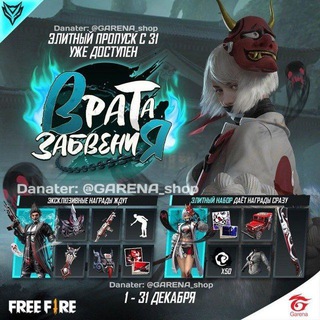 Danater: @GARENA_shop
ЭЛИТНЫЙ ПРОПУСК С 31
УЖЕ ДОСТУПЕН
ВРАТА
ЗАБВЕНИЯ
Danater: @GARENA_shop
ЭКСКЛЮЗИВНЫЕ НАГРАДЫ ЖДУТ
ЭЛИТНЫЙ НАБОР ДАЁТ НАГРАДЫ СРАЗУ
X50
Danater: @GARENA_shop
1 - 31 ДЕКАБРЯ
FREE FIRE
Garena